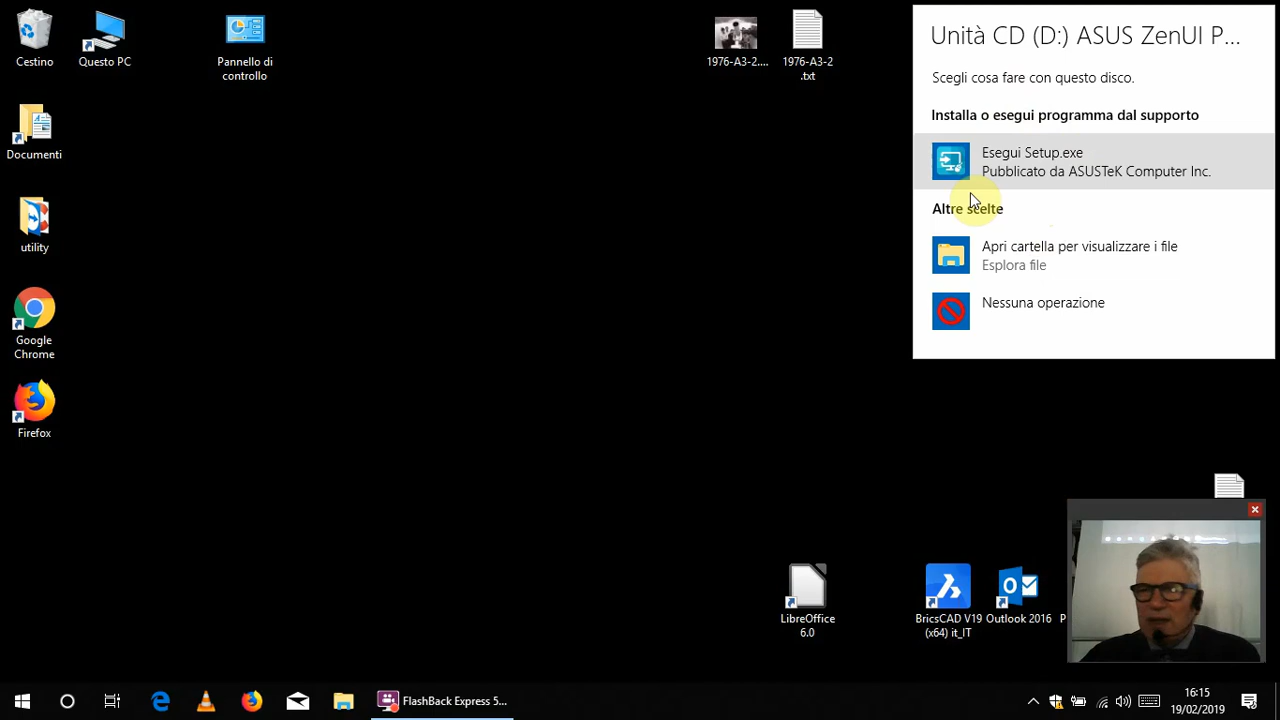 Cestino
Questo PC
Pannello di
controllo
1976-A3-2....
1976-A3-2
.txt
Documenti
utility
Google
Chrome
Firefox
Unità CD (D:) ASUS ZenUI P...
Scegli cosa fare con questo disco.
Installa o esegui programma dal supporto
Esegui Setup.exe
Pubblicato da ASUSTeK Computer Inc.
Altre scelte
Apri cartella per visualizzare i file
Esplora file
Nessuna operazione
LibreOffice
6.0
BricsCAD V19
(x64) it_IT
Outlook 2016
P
FlashBack Express 5...
16:15
19/02/2019